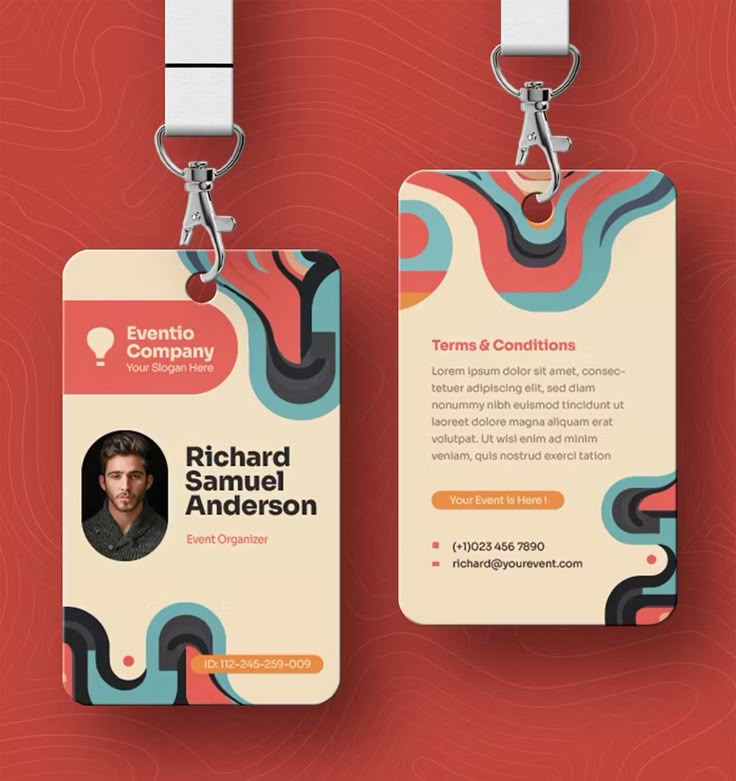 Eventio
Company
Your Slogan Here
Richard
Samuel
Anderson
Event Organizer
ID: 112-245-259-009
Terms & Conditions
Lorem ipsum dolor sit amet, consec-
tetuer adipiscing elit, sed diam
nonummy nibh euismod tincidunt ut
laoreet dolore magna aliquam erat
volutpat. Ut wisi enim ad minim
veniam, quis nostrud exerci tation
Your Event is Here !
(+1)023 456 7890
richard@yourevent.com